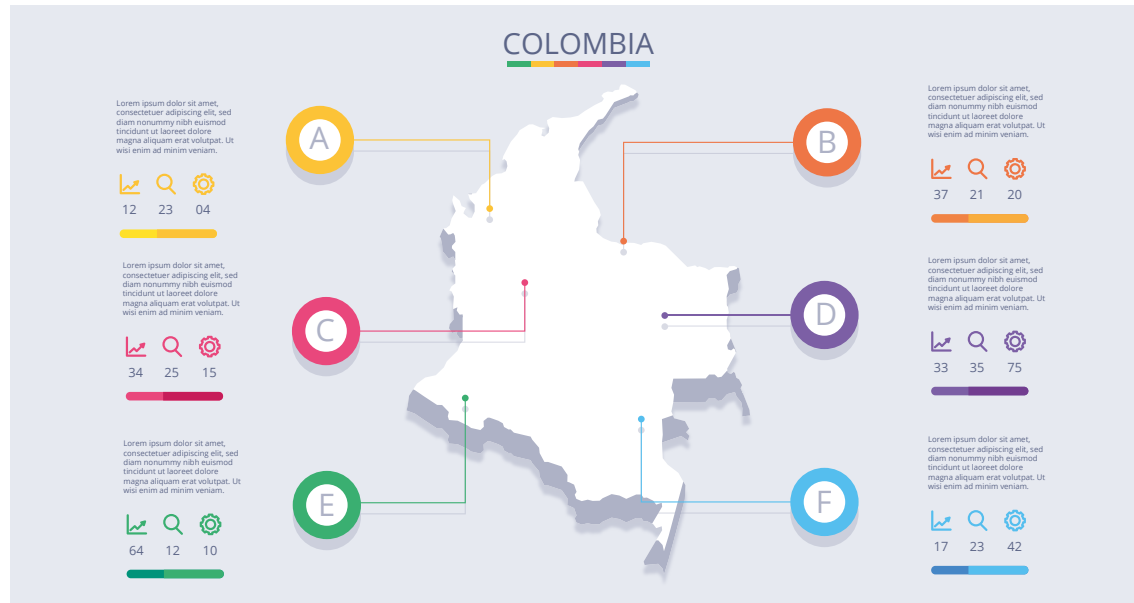 COLOMBIA
Lorem ipsum dolor sit amet,
consectetuer adipiscing elit, sed
diam nonummy nibh euismod
tincidunt ut laoreet dolore
magna aliquam erat volutpat. Ut
wisi enim ad minim veniam.
12 23 04
A
Lorem ipsum dolor sit amet,
consectetuer adipiscing elit, sed
diam nonummy nibh euismod
tincidunt ut laoreet dolore
magna aliquam erat volutpat. Ut
wisi enim ad minim veniam.
37 21 20
B
Lorem ipsum dolor sit amet,
consectetuer adipiscing elit, sed
diam nonummy nibh euismod
tincidunt ut laoreet dolore
magna aliquam erat volutpat. Ut
wisi enim ad minim veniam.
34 25 15
C
Lorem ipsum dolor sit amet,
consectetuer adipiscing elit, sed
diam nonummy nibh euismod
tincidunt ut laoreet dolore
magna aliquam erat volutpat. Ut
wisi enim ad minim veniam.
33 35 75
D
Lorem ipsum dolor sit amet,
consectetuer adipiscing elit, sed
diam nonummy nibh euismod
tincidunt ut laoreet dolore
magna aliquam erat volutpat. Ut
wisi enim ad minim veniam.
64 12 10
E
Lorem ipsum dolor sit amet,
consectetuer adipiscing elit, sed
diam nonummy nibh euismod
tincidunt ut laoreet dolore
magna aliquam erat volutpat. Ut
wisi enim ad minim veniam.
17 23 42
F